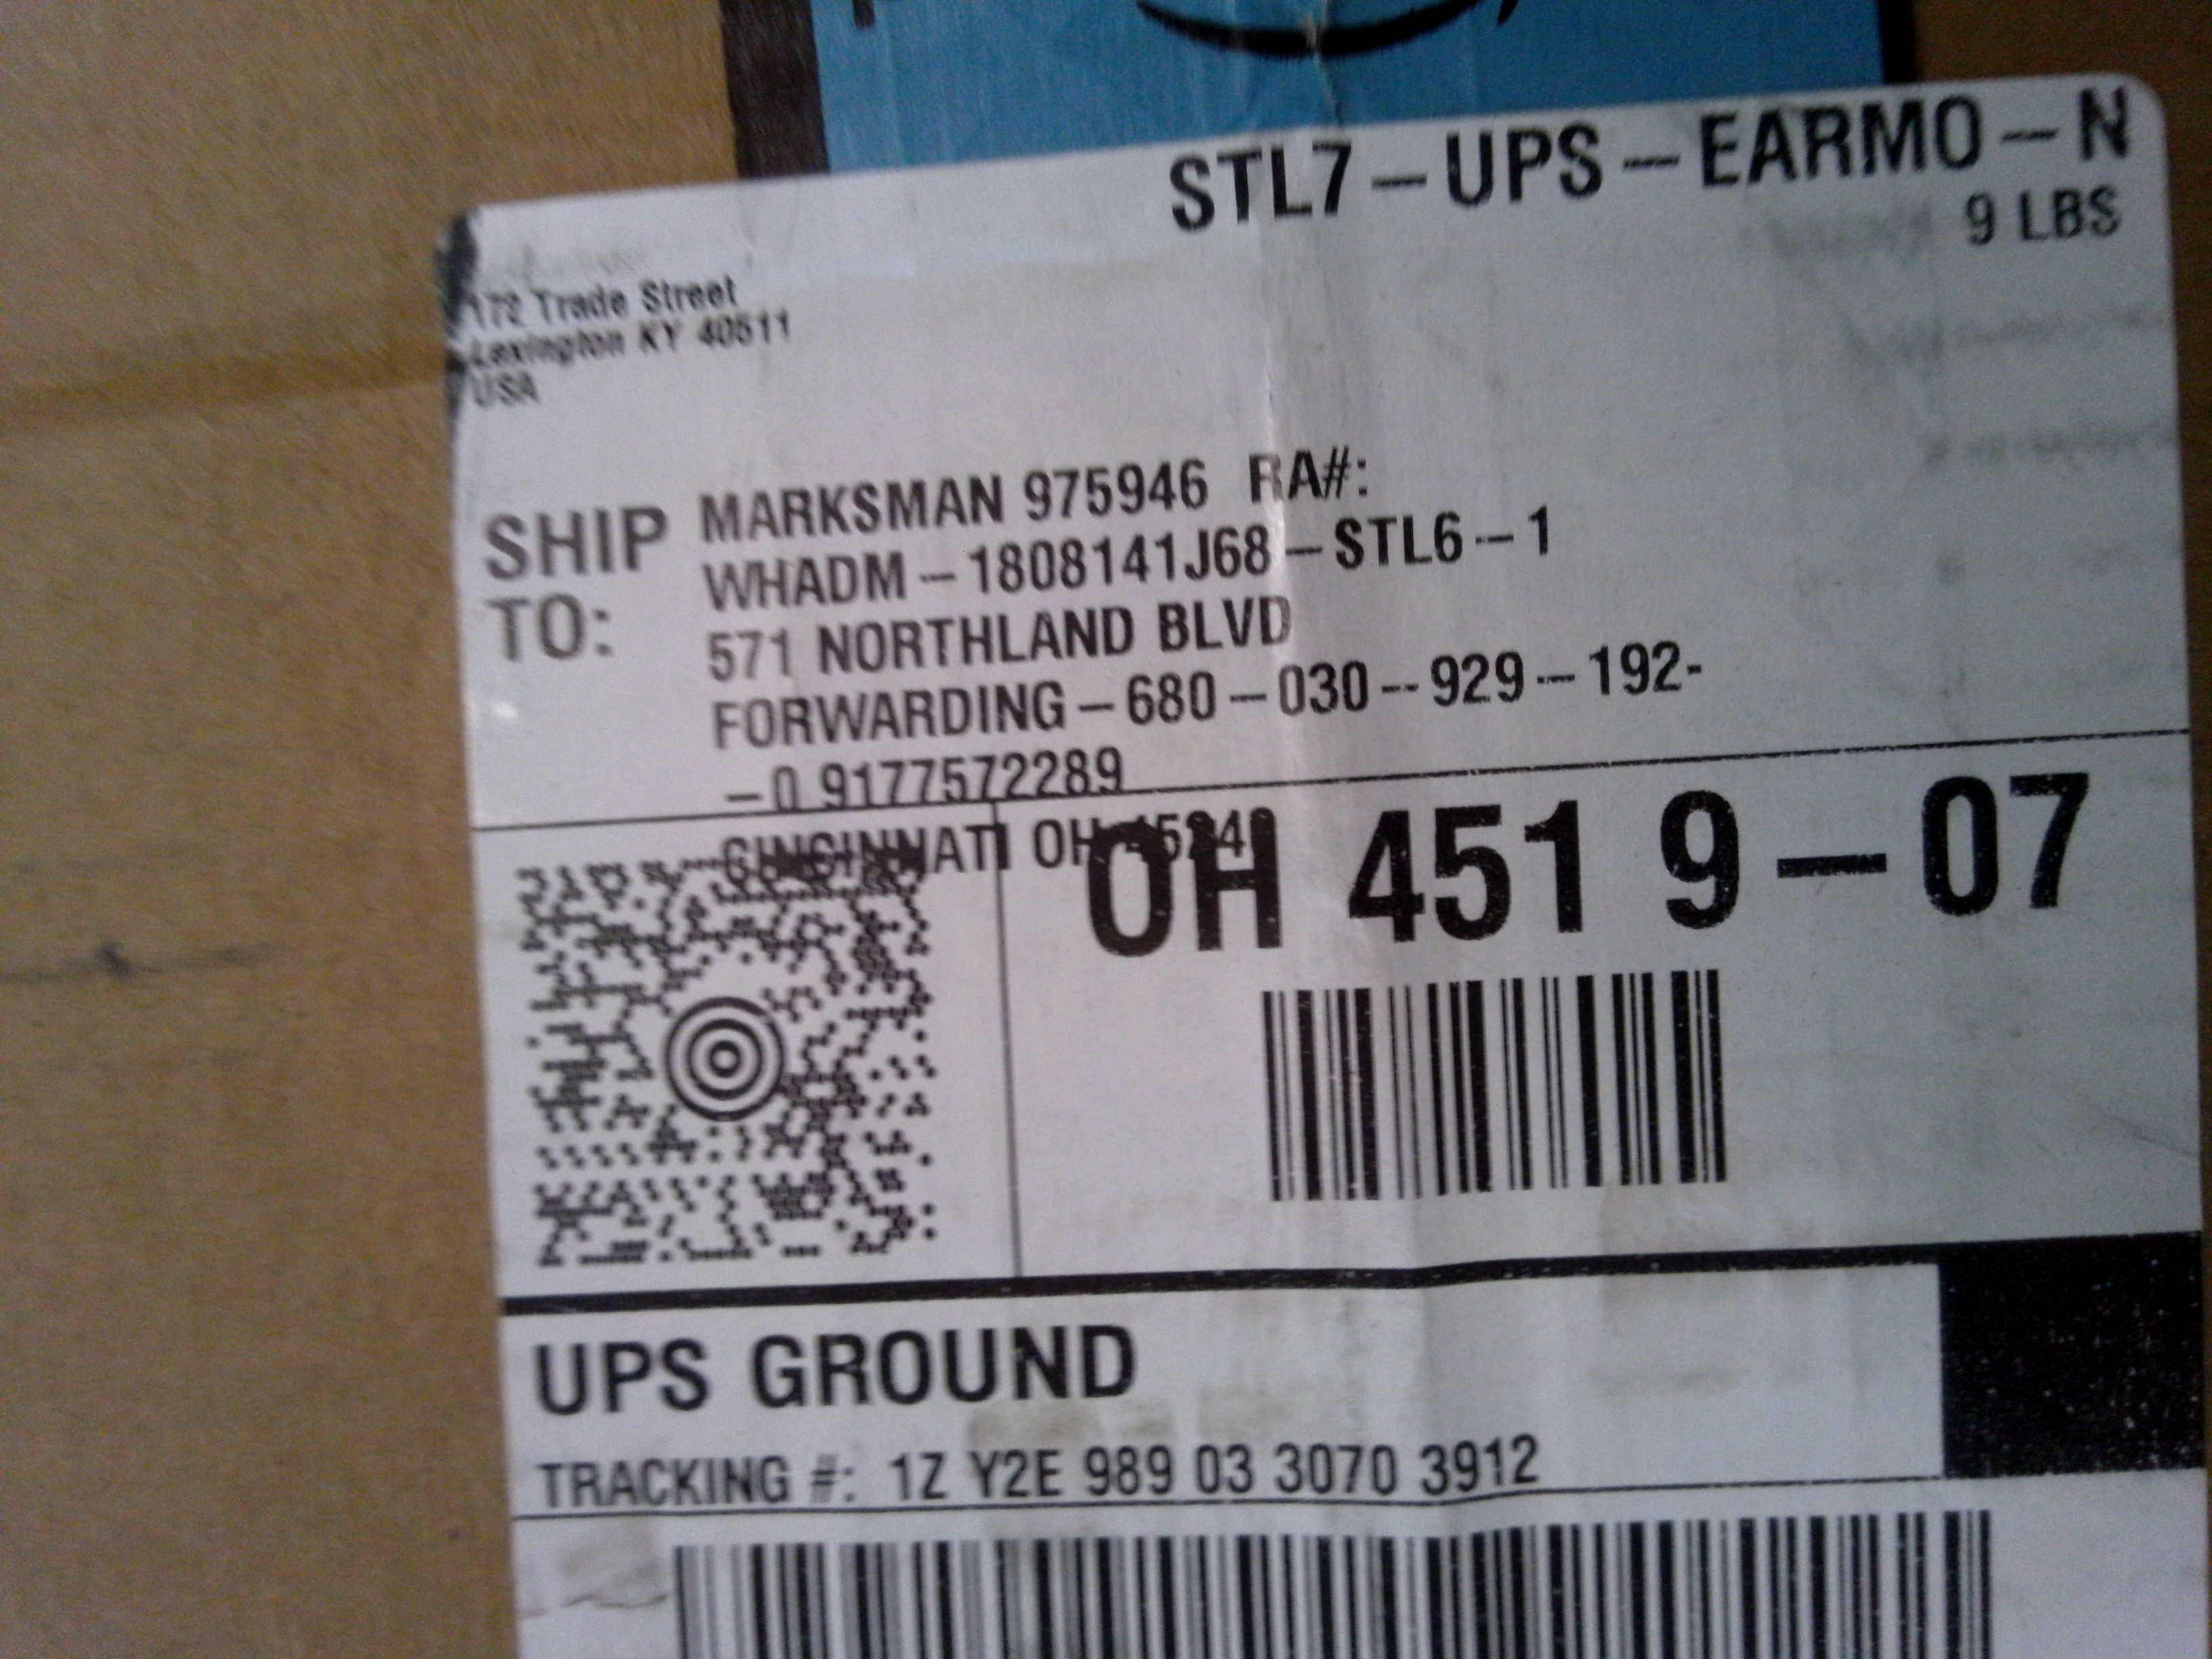 STL7-UPS-EARMO-N
9 LBS
172 Trade Street
Lexington KY 40511
USA
SHIP TO:
MARKSMAN 975946 RA#:
WHADM-1808141J68-STL6-1
571 NORTHLAND BLVD
FORWARDING-680-030--929-192-
-0 9177572289
CINCINNATI OH
OH 451 9-07
UPS GROUND
TRACKING #: 1Z Y2E 989 03 3070 3912